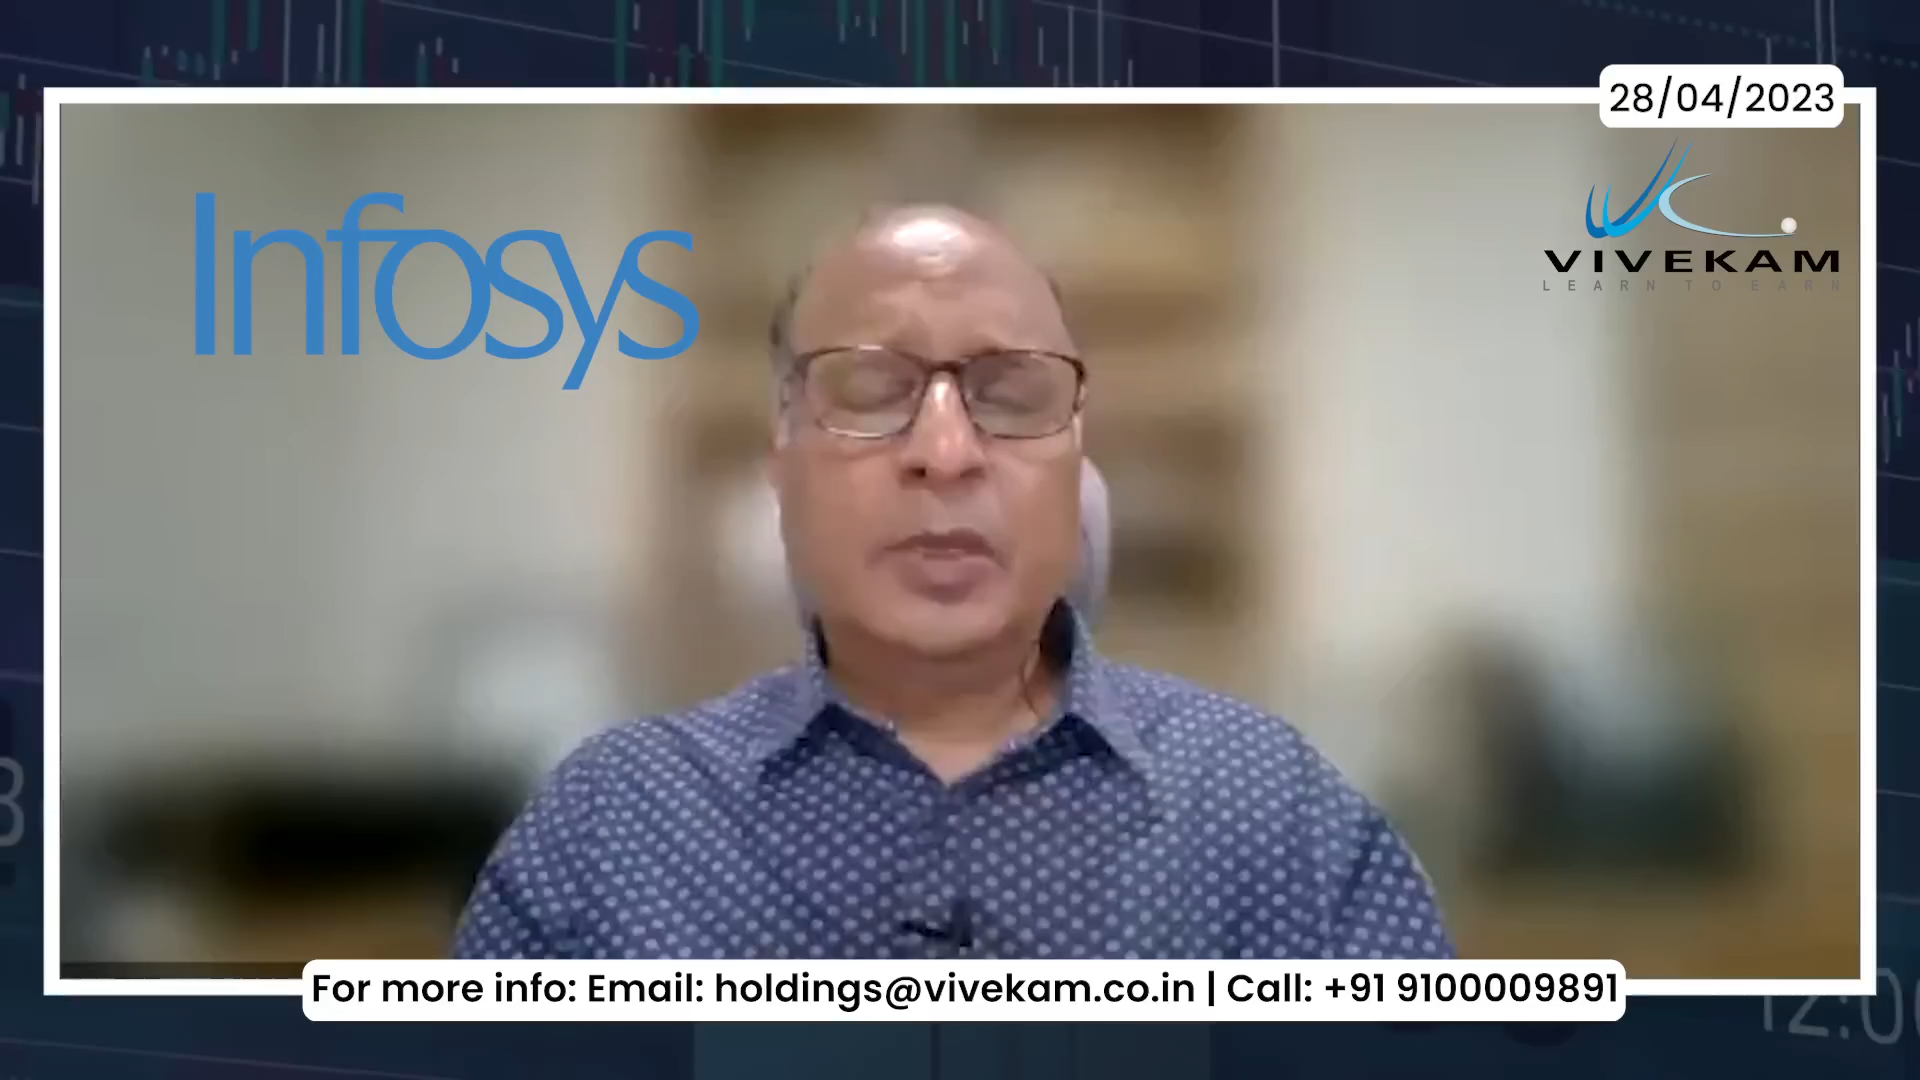 28/04/2023
Infosys
VIVEKAM
LEARN TO EARN
For more info: Email: holdings@vivekam.co.in | Call: +91 9100009891